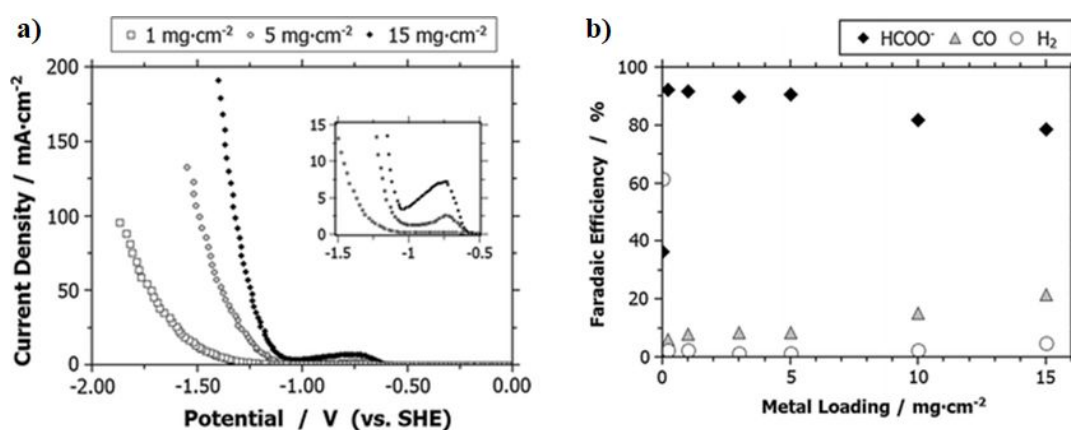 a)
□ 1 mg·cm⁻² ◇ 5 mg·cm⁻² ◆ 15 mg·cm⁻²
Current Density / mA·cm⁻²
200
150
100
50
0
15
10
5
0
-1.5 -1 -0.5
-2.00 -1.50 -1.00 -0.50 0.00
Potential / V (vs. SHE)
b)
◆ HCOO⁻ △ CO ○ H₂
Faradaic Efficiency / %
100
80
60
40
20
0
0 5 10 15
Metal Loading / mg·cm⁻²